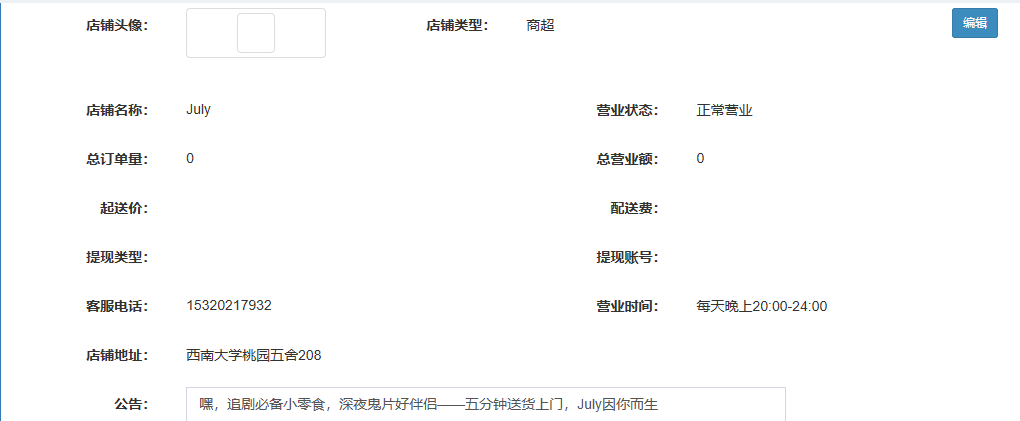 店铺头像： 店铺类型： 商超 编辑
店铺名称： July 营业状态： 正常营业
总订单量： 0 总营业额： 0
起送价： 配送费：
提现类型： 提现账号：
客服电话： 15320217932 营业时间： 每天晚上20:00-24:00
店铺地址： 西南大学桃园五舍208
公告： 嘿，追剧必备小零食，深夜鬼片好伴侣——五分钟送货上门，July因你而生